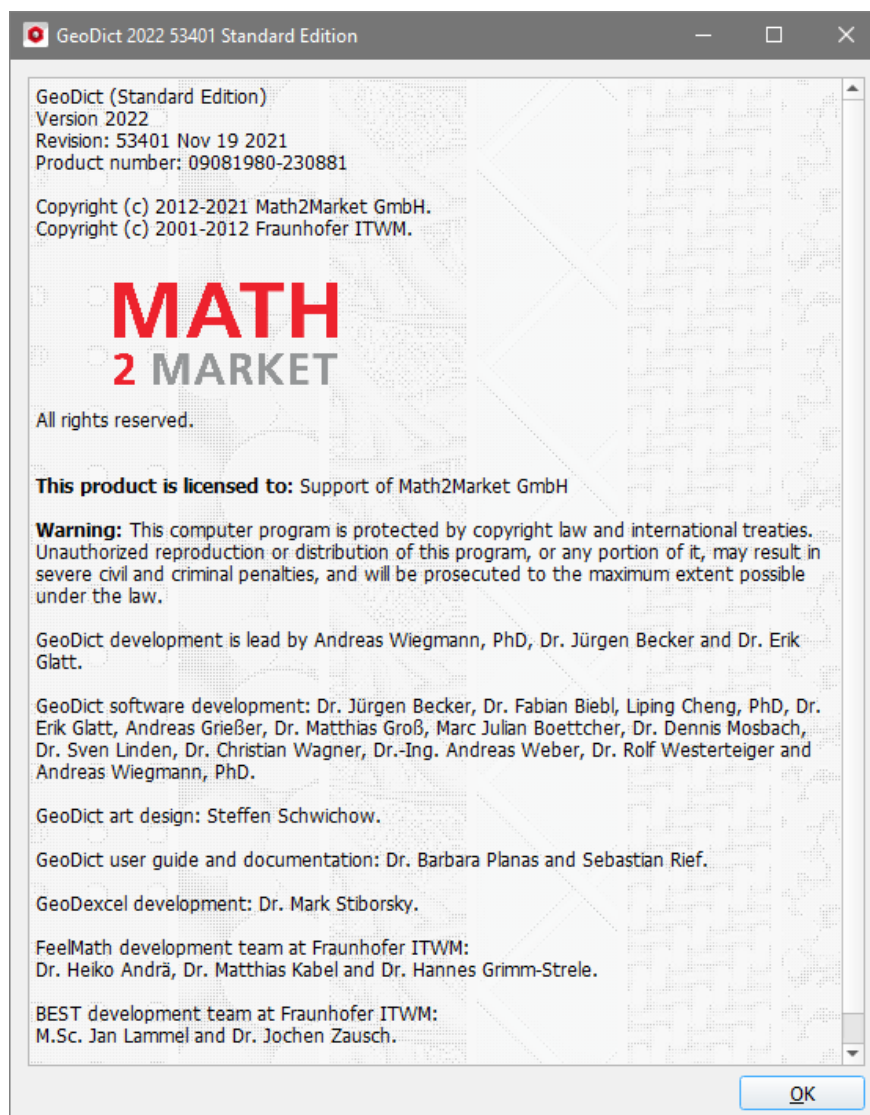 GeoDict 2022 53401 Standard Edition
GeoDict (Standard Edition)
Version 2022
Revision: 53401 Nov 19 2021
Product number: 09081980-230881
Copyright (c) 2012-2021 Math2Market GmbH.
Copyright (c) 2001-2012 Fraunhofer ITWM.
MATH
2 MARKET
All rights reserved.
This product is licensed to: Support of Math2Market GmbH
Warning: This computer program is protected by copyright law and international treaties.
Unauthorized reproduction or distribution of this program, or any portion of it, may result in
severe civil and criminal penalties, and will be prosecuted to the maximum extent possible
under the law.
GeoDict development is lead by Andreas Wiegmann, PhD, Dr. Jürgen Becker and Dr. Erik
Glatt.
GeoDict software development: Dr. Jürgen Becker, Dr. Fabian Biebl, Liping Cheng, PhD, Dr.
Erik Glatt, Andreas Grießer, Dr. Matthias Groß, Marc Julian Boettcher, Dr. Dennis Mosbach,
Dr. Sven Linden, Dr. Christian Wagner, Dr.-Ing. Andreas Weber, Dr. Rolf Westerteiger and
Andreas Wiegmann, PhD.
GeoDict art design: Steffen Schwichow.
GeoDict user guide and documentation: Dr. Barbara Planas and Sebastian Rief.
GeoDexcel development: Dr. Mark Stiborsky.
FeelMath development team at Fraunhofer ITWM:
Dr. Heiko Andrä, Dr. Matthias Kabel and Dr. Hannes Grimm-Strele.
BEST development team at Fraunhofer ITWM:
M.Sc. Jan Lammel and Dr. Jochen Zausch.
OK